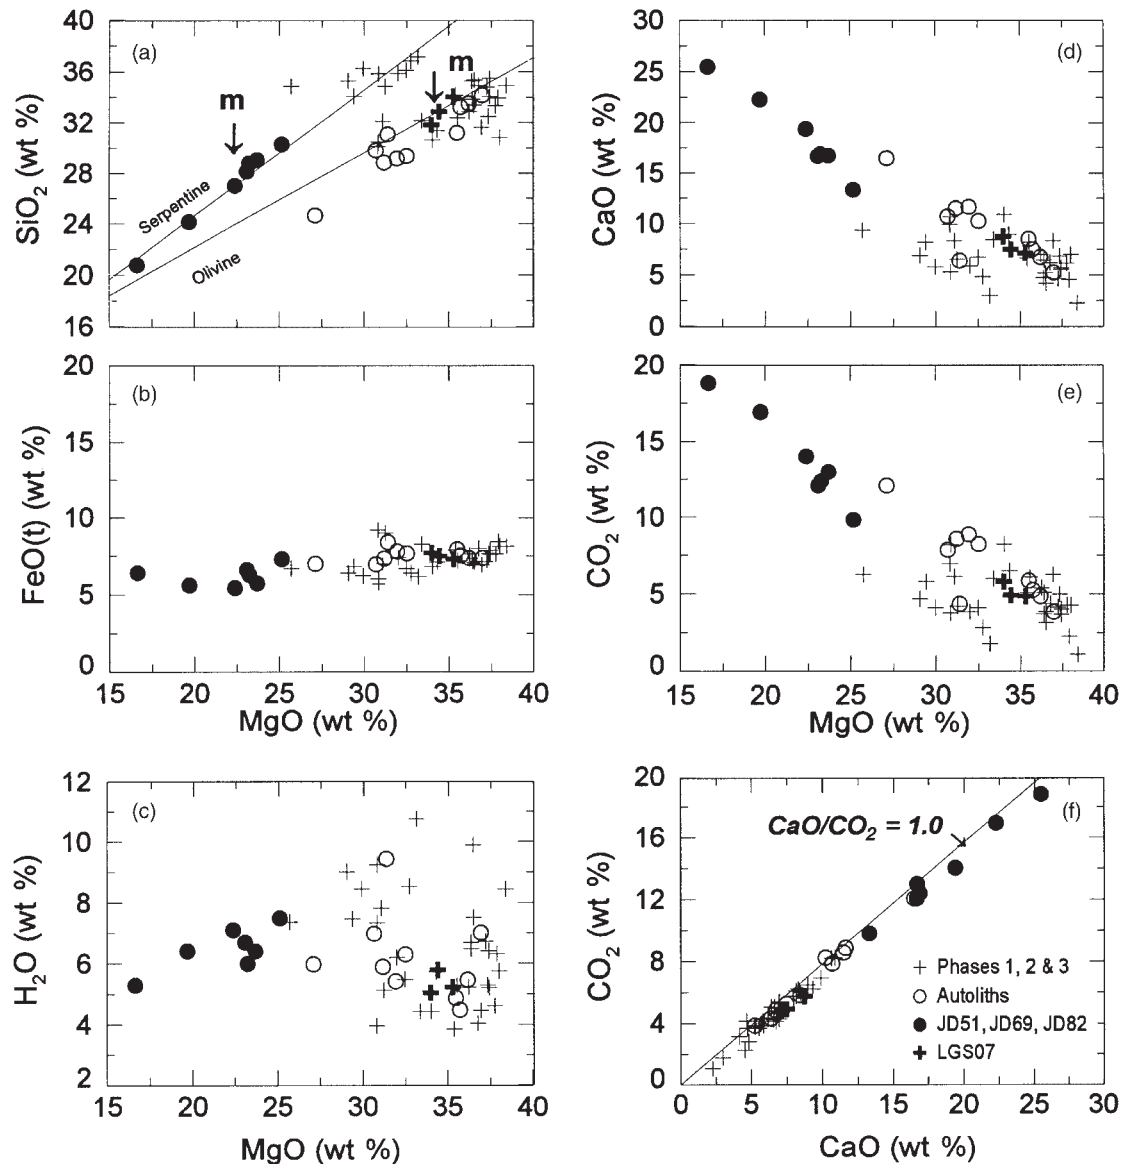 40
36
32
28
24
20
16
SiO2 (wt %)
(a)
m
m
Serpentine
Olivine
30
25
20
15
10
5
0
CaO (wt %)
(d)
20
15
10
5
0
FeO(t) (wt %)
(b)
15 20 25 30 35 40
MgO (wt %)
20
15
10
5
0
CO2 (wt %)
(e)
15 20 25 30 35 40
MgO (wt %)
12
10
8
6
4
2
H2O (wt %)
(c)
15 20 25 30 35 40
MgO (wt %)
20
16
12
8
4
0
CO2 (wt %)
(f)
CaO/CO2 = 1.0
Phases 1, 2 & 3
Autoliths
JD51, JD69, JD82
LGS07
0 5 10 15 20 25 30
CaO (wt %)